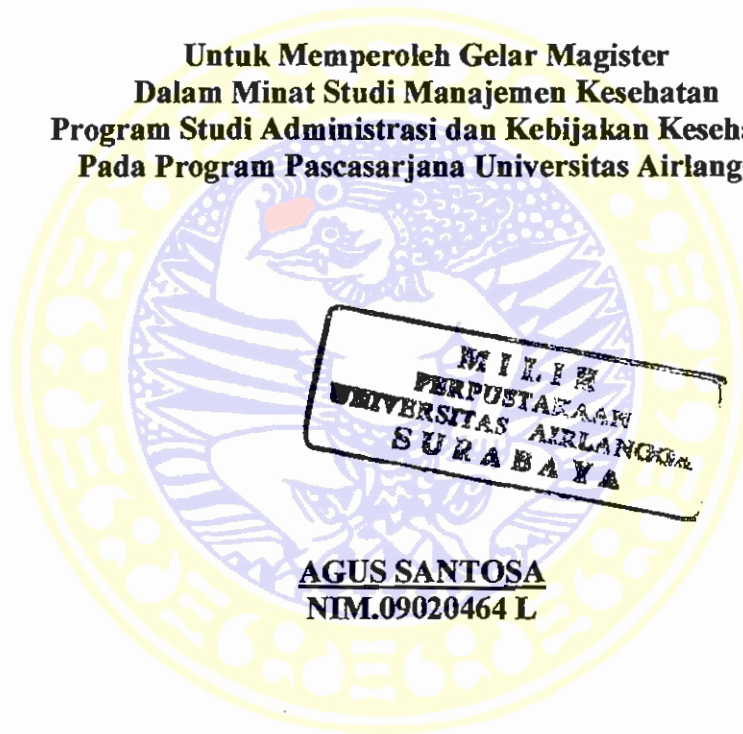 Untuk Memperoleh Gelar Magister
Dalam Minat Studi Manajemen Kesehatan
Program Studi Administrasi dan Kebijakan Keseha
Pada Program Pascasarjana Universitas Airlang
MILIK
PERPUSTAKAAN
UNIVERSITAS AIRLANGGA
SURABAYA
AGUS SANTOSA
NIM.09020464 L